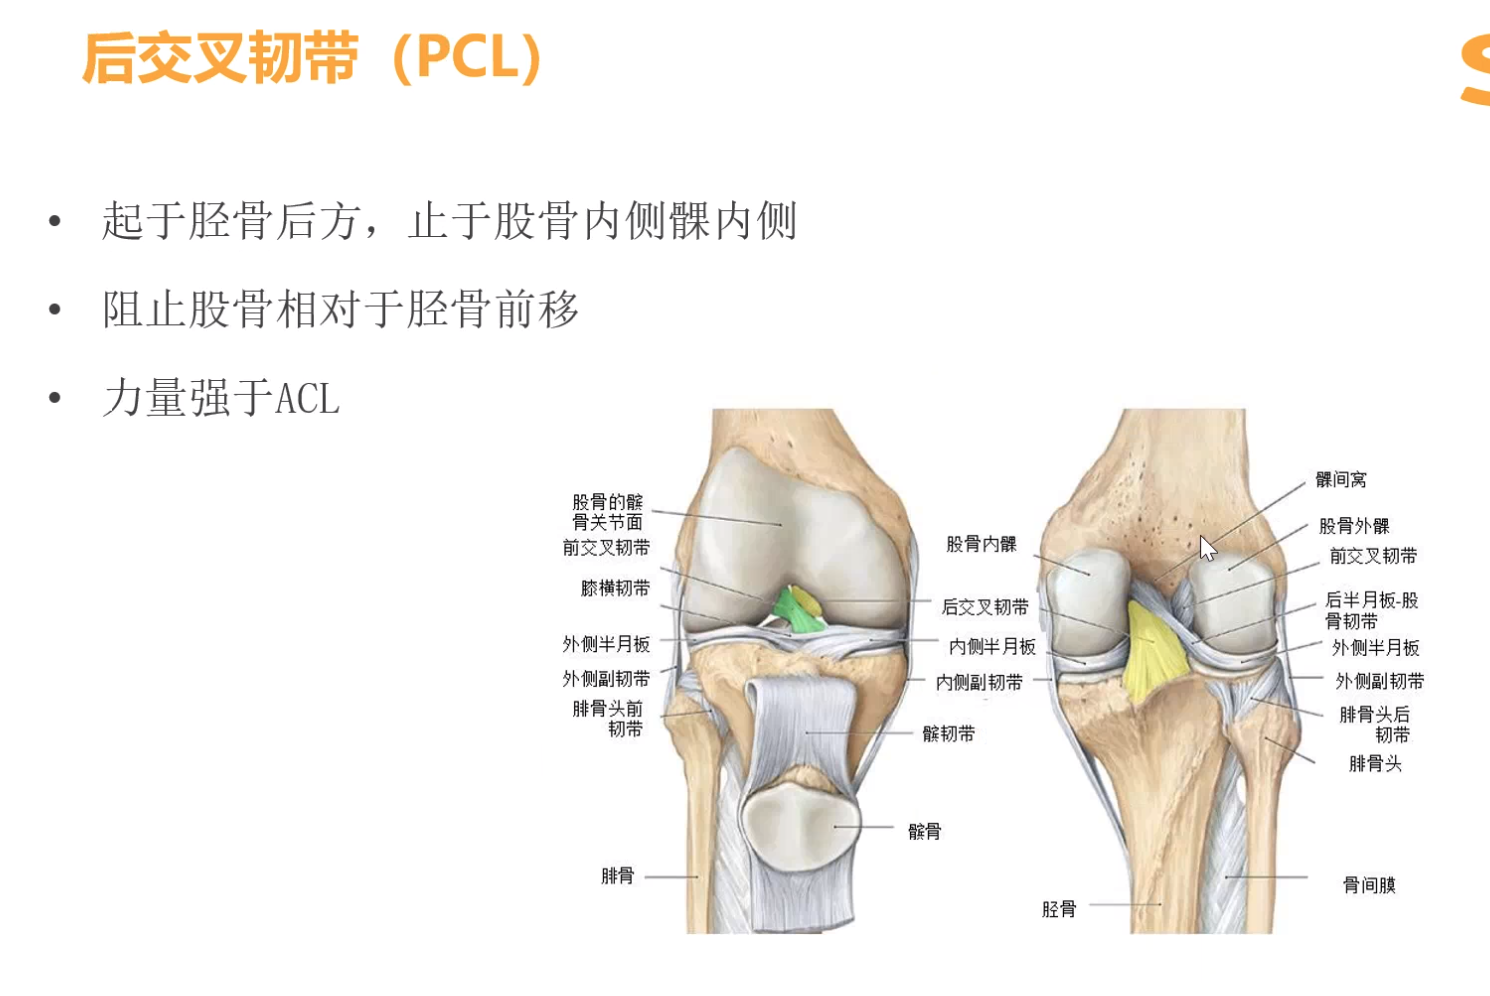 后交叉韧带（PCL）
• 起于胫骨后方，止于股骨内侧髁内侧
• 阻止股骨相对于胫骨前移
• 力量强于ACL
股骨的髌
骨关节面
前交叉韧带
膝横韧带
外侧半月板
外侧副韧带
腓骨头前
韧带
腓骨
后交叉韧带
内侧半月板
内侧副韧带
髌韧带
髌骨
股骨内髁
胫骨
髁间窝
股骨外髁
前交叉韧带
后半月板-股
骨韧带
外侧半月板
外侧副韧带
腓骨头后
韧带
腓骨头
骨间膜